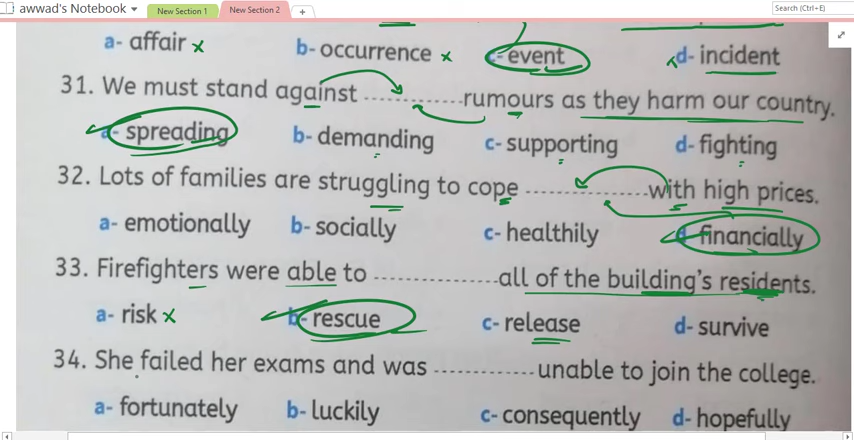 awwad's Notebook
New Section 1
New Section 2
+
Search (Ctrl+E)
a- affair x
b- occurrence x
c- event
d- incident
31. We must stand against ................rumours as they harm our country.
a- spreading
b- demanding
c- supporting
d- fighting
32. Lots of families are struggling to cope ....................with high prices.
a- emotionally
b- socially
c- healthily
d- financially
33. Firefighters were able to ....................all of the building's residents.
a- risk x
b- rescue
c- release
d- survive
34. She failed her exams and was ................ unable to join the college.
a- fortunately
b- luckily
c- consequently
d- hopefully